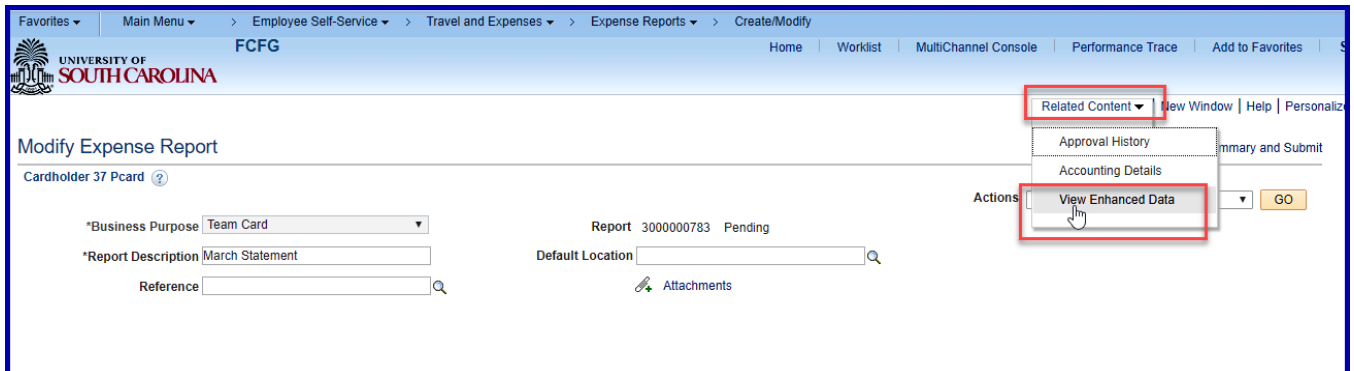 Favorites Main Menu > Employee Self-Service > Travel and Expenses > Expense Reports > Create/Modify
FCFG
Home Worklist MultiChannel Console Performance Trace Add to Favorites S
UNIVERSITY OF
SOUTH CAROLINA
Related Content New Window | Help | Personalize
Modify Expense Report
Approval History
mmary and Submit
Cardholder 37 Pcard ?
Accounting Details
Actions
View Enhanced Data
GO
*Business Purpose Team Card
Report 3000000783 Pending
*Report Description March Statement
Default Location
Reference
Attachments